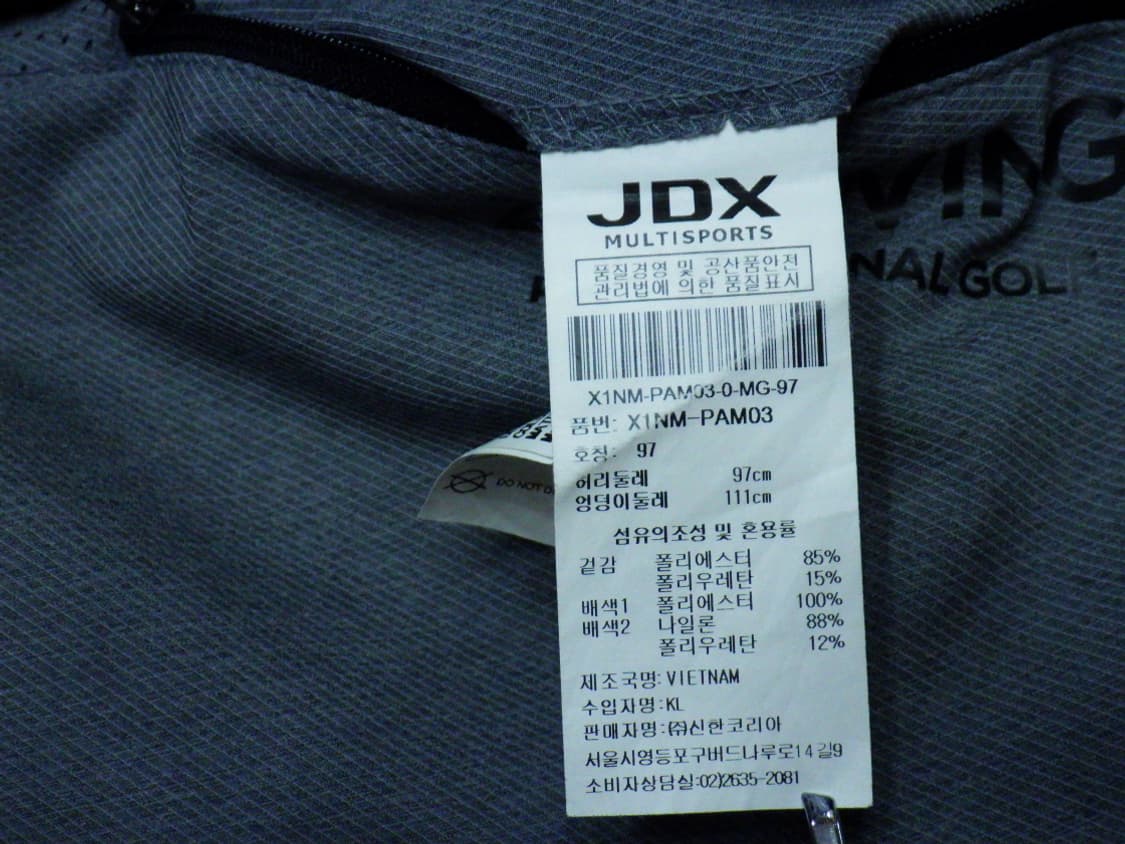 JDX
MULTISPORTS
품질경영 및 공산품안전
관리법에 의한 품질표시
X1NM-PAM03-0-MG-97
품번: X1NM-PAM03
호칭: 97
허리둘레 97cm
엉덩이둘레 111cm
섬유의조성 및 혼용률
겉감 폴리에스터 85%
폴리우레탄 15%
배색1 폴리에스터 100%
배색2 나일론 88%
폴리우레탄 12%
제조국명:VIETNAM
수입자명:KL
판매자명:㈜신한코리아
서울시영등포구버드나루로14길9
소비자상담실:02)2635-2081
DO NOT